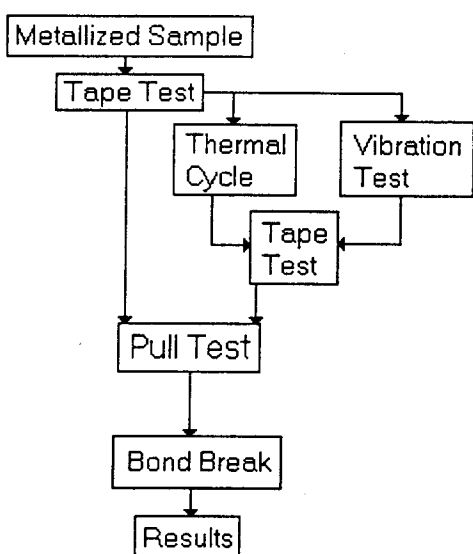 Metallized Sample
Tape Test
Thermal
Cycle
Vibration
Test
Tape
Test
Pull Test
Bond Break
Results